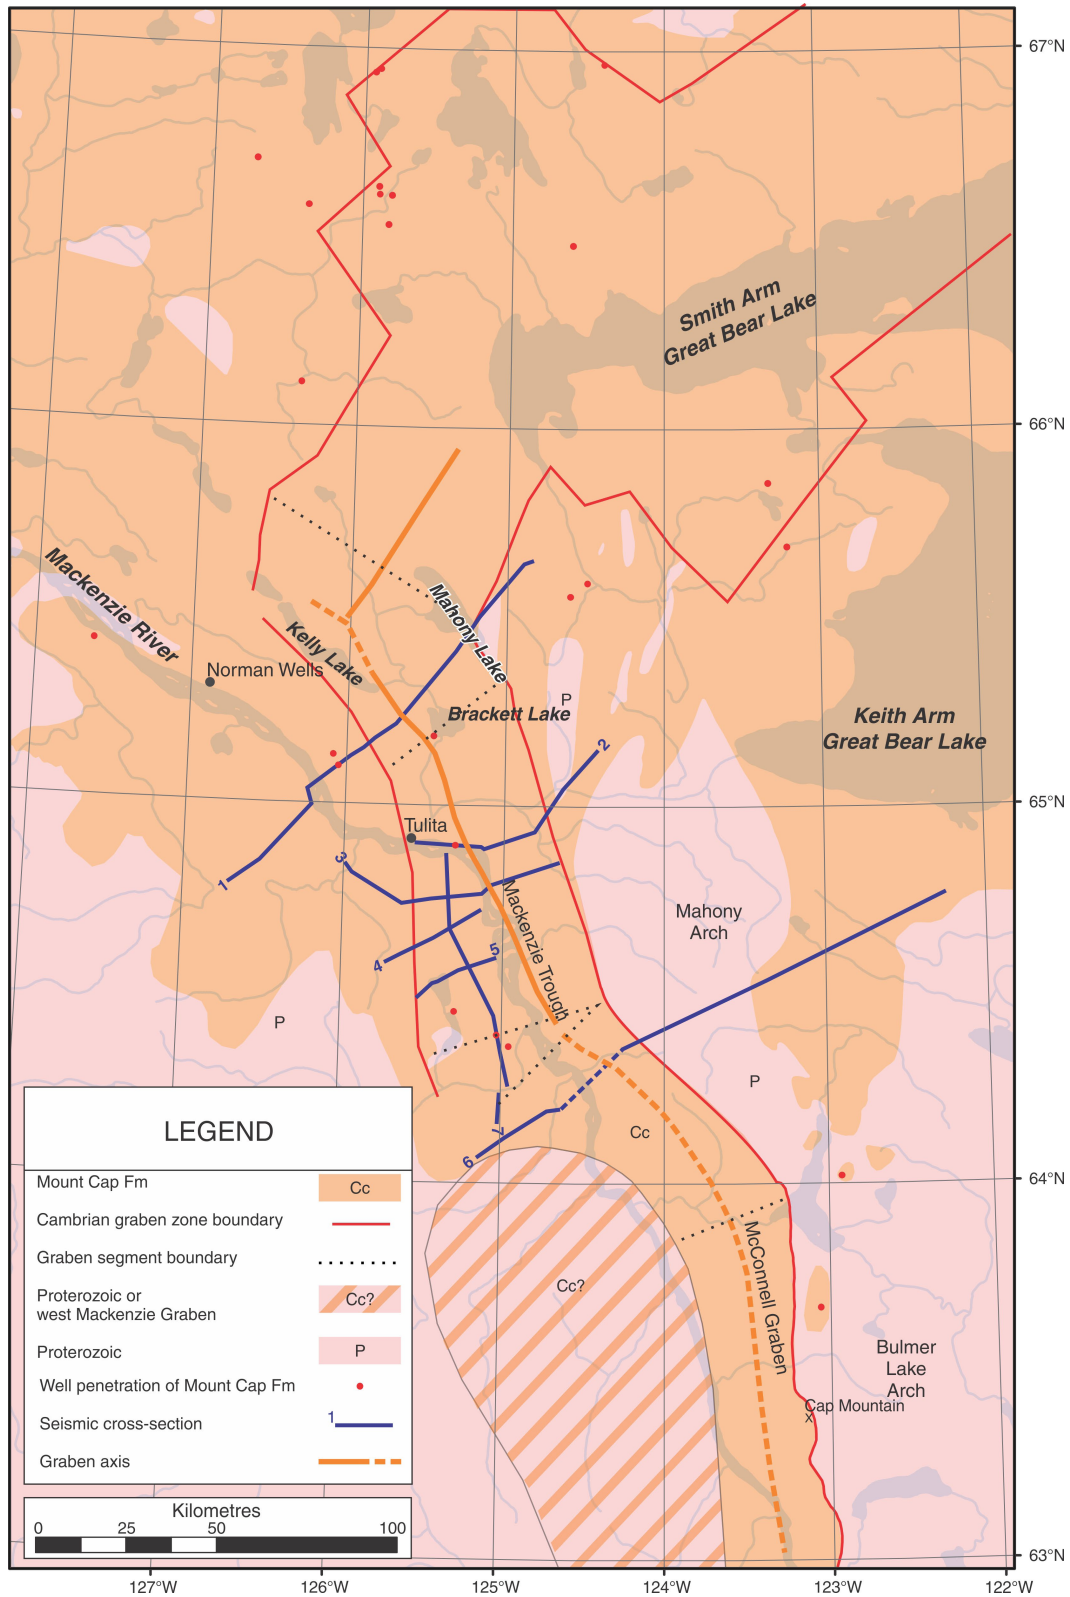 67°N
Smith Arm
Great Bear Lake
66°N
Mackenzie River
Mahony Lake
Kelly Lake
Norman Wells
P
Brackett Lake
Keith Arm
Great Bear Lake
2
65°N
Tulita
3
1
Mackenzie Trough
Mahony
Arch
4
5
P
P
Cc
7
6
64°N
McConnell Graben
Cc?
Bulmer
Lake
Arch
Cap Mountain
x
63°N
LEGEND
Mount Cap Fm
Cc
Cambrian graben zone boundary
Graben segment boundary
Proterozoic or
west Mackenzie Graben
Cc?
Proterozoic
P
Well penetration of Mount Cap Fm
Seismic cross-section
1
Graben axis
Kilometres
0 25 50 100
127°W 126°W 125°W 124°W 123°W 122°W